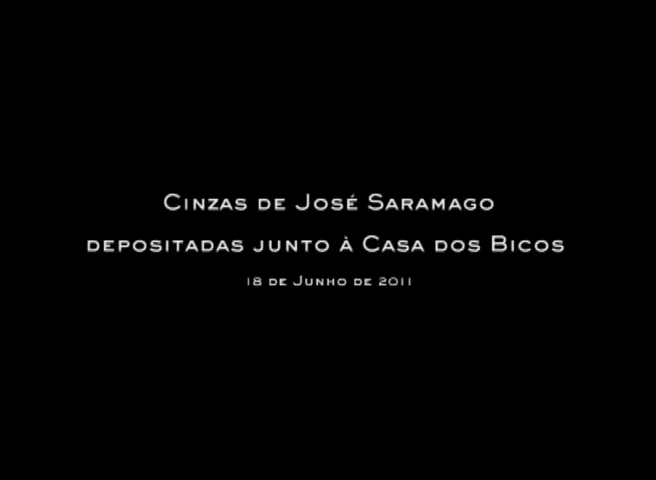 Cinzas de José Saramago
depositadas junto à Casa dos Bicos
18 de Junho de 2011